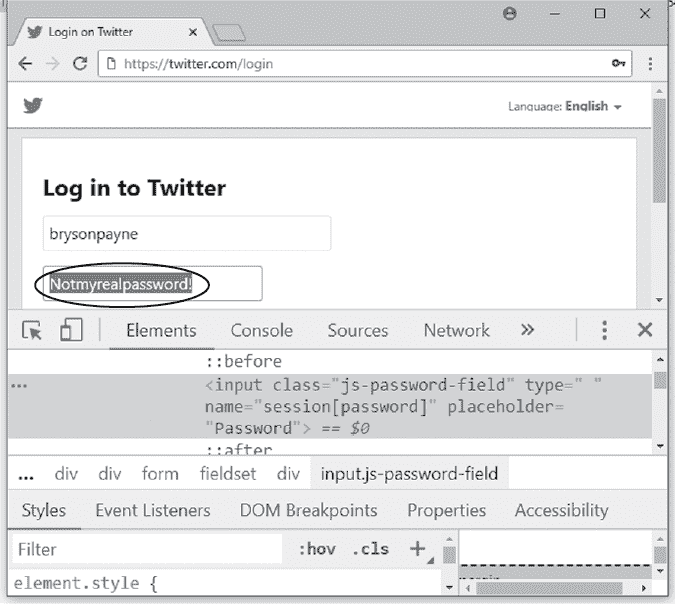 Login on Twitter
https://twitter.com/login
Language: English
Log in to Twitter
brysonpayne
Notmyrealpassword!
Elements Console Sources Network »
::before
... <input class="js-password-field" type=" "
name="session[password]" placeholder=
"Password"> == $0
::after
... div div form fieldset div input.js-password-field
Styles Event Listeners DOM Breakpoints Properties Accessibility
Filter :hov .cls +
element.style {